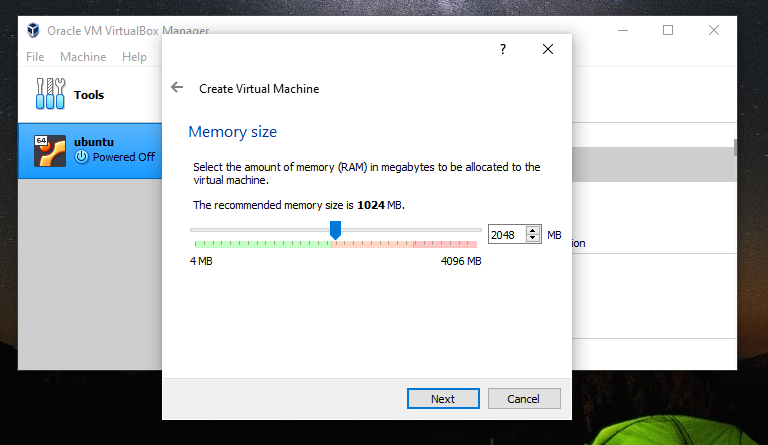 Oracle VM VirtualBox Manager
File Machine Help
Tools
64
ubuntu
Powered Off
?
Create Virtual Machine
Memory size
Select the amount of memory (RAM) in megabytes to be allocated to the
virtual machine.
The recommended memory size is 1024 MB.
2048 MB
4 MB 4096 MB
Next Cancel